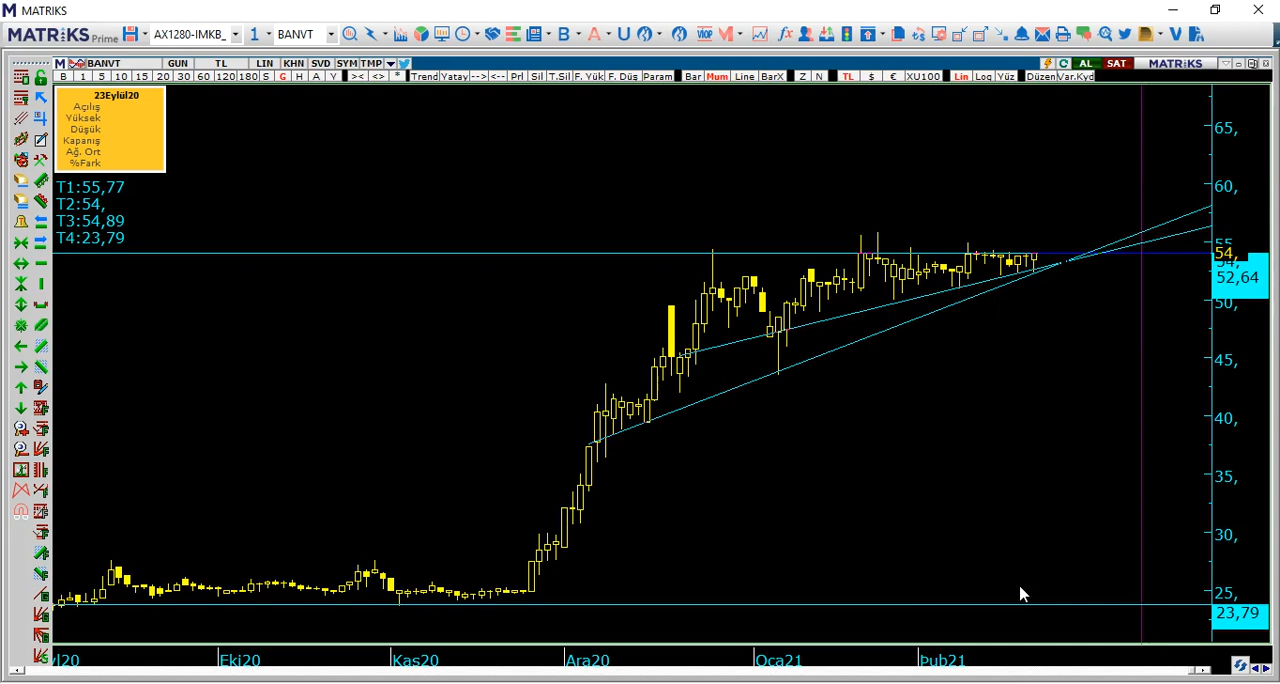 MATRIKS
MATRiKS Prime AX1280-IMKB_ 1 BANVT
M BANVT GUN TL LIN KHN SVD SYM TMP AL SAT MATRiKS
B 1 5 10 15 20 30 60 120 180 S G H A Y >< <> * Trend Yatay --> <-- Prl Sil T.Sil F. Yük F. Düş Param Bar Mum Line BarX Z N TL $ € XU100 Lin Log Yüz Düzen Var.Kyd
23Eylül20
Açılış
Yüksek
Düşük
Kapanış
Ağ. Ort
%Fark
T1:55,77
T2:54,
T3:54,89
T4:23,79
65,
60,
55,
54,
52,64
50,
45,
40,
35,
30,
25,
23,79
yl20 Eki20 Kas20 Ara20 Oca21 Þub21